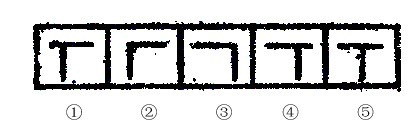 ① ② ③ ④ ⑤